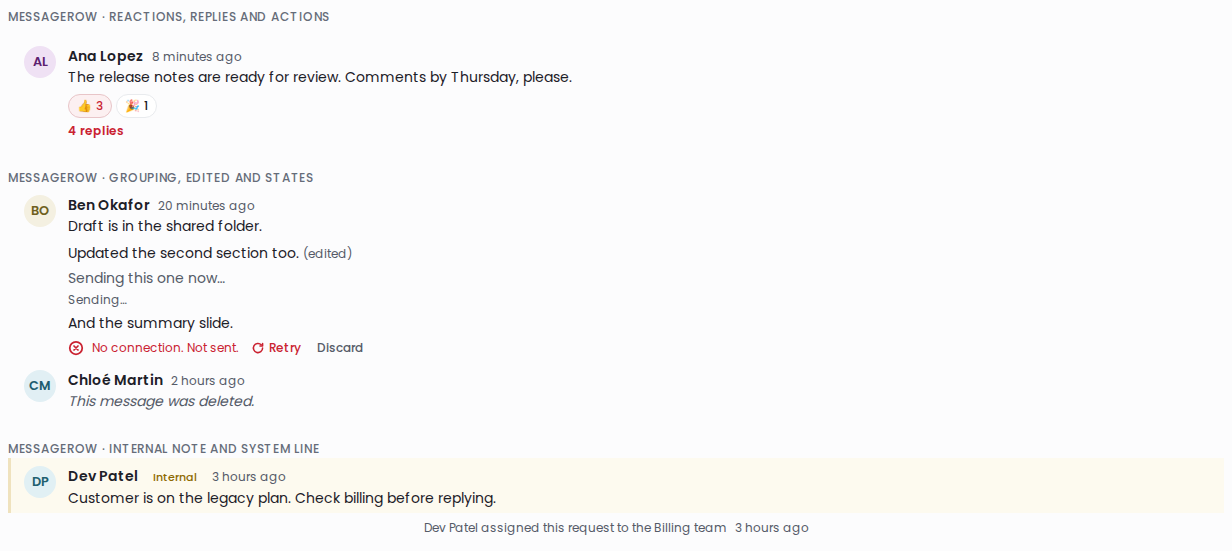 MESSAGEROW · REACTIONS, REPLIES AND ACTIONS
AL Ana Lopez 8 minutes ago
The release notes are ready for review. Comments by Thursday, please.
👍 3 🎉 1
4 replies
MESSAGEROW · GROUPING, EDITED AND STATES
BO Ben Okafor 20 minutes ago
Draft is in the shared folder.
Updated the second section too. (edited)
Sending this one now…
Sending…
And the summary slide.
No connection. Not sent. Retry Discard
CM Chloé Martin 2 hours ago
This message was deleted.
MESSAGEROW · INTERNAL NOTE AND SYSTEM LINE
DP Dev Patel Internal 3 hours ago
Customer is on the legacy plan. Check billing before replying.
Dev Patel assigned this request to the Billing team 3 hours ago